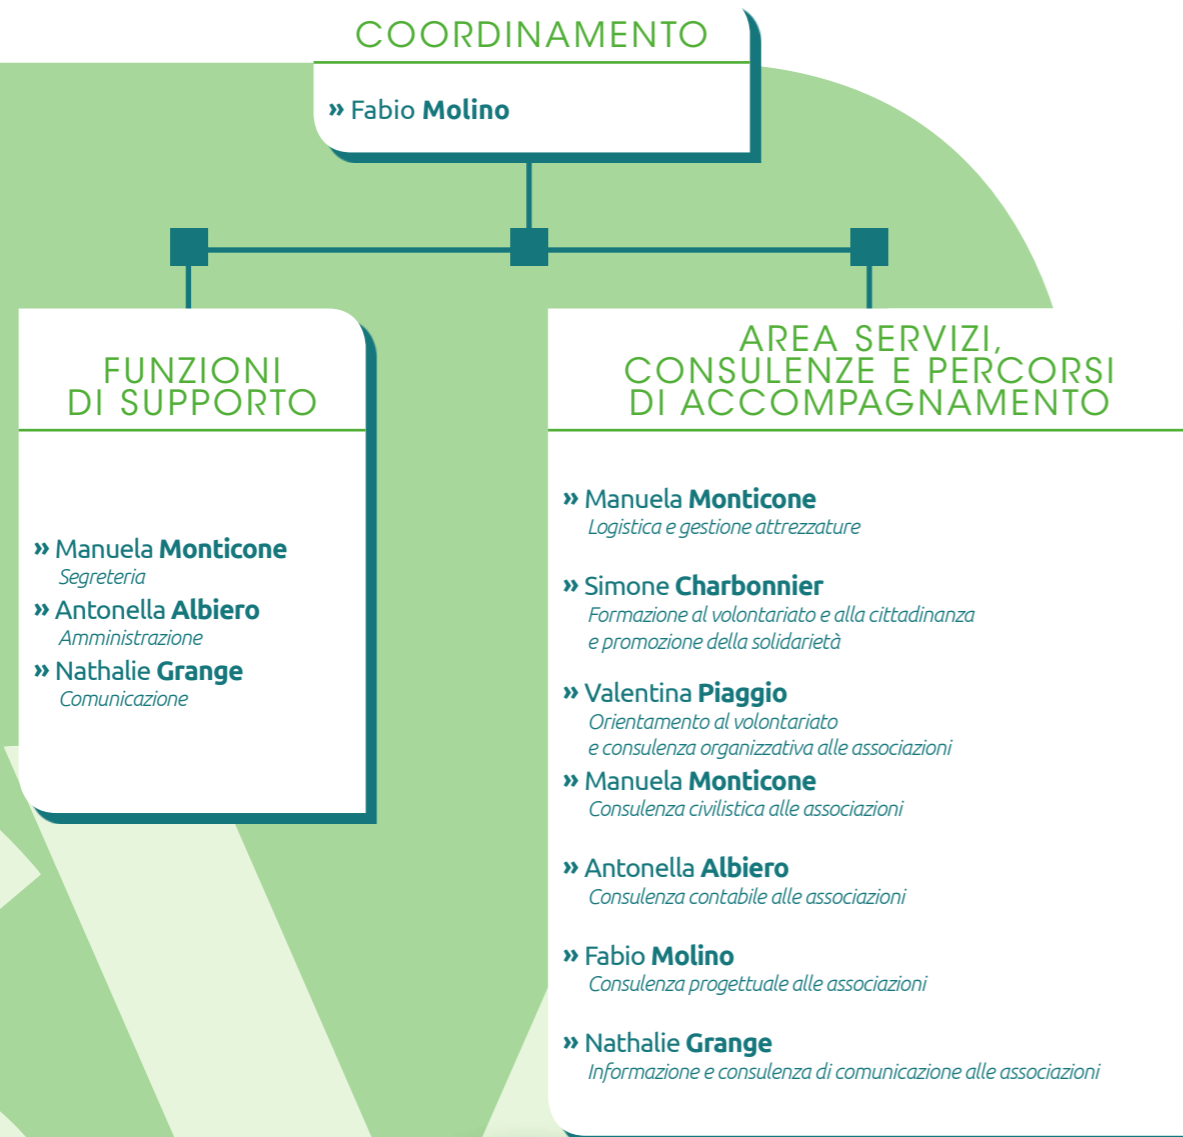 COORDINAMENTO
» Fabio Molino
FUNZIONI
DI SUPPORTO
» Manuela Monticone
Segreteria
» Antonella Albiero
Amministrazione
» Nathalie Grange
Comunicazione
AREA SERVIZI,
CONSULENZE E PERCORSI
DI ACCOMPAGNAMENTO
» Manuela Monticone
Logistica e gestione attrezzature
» Simone Charbonnier
Formazione al volontariato e alla cittadinanza
e promozione della solidarietà
» Valentina Piaggio
Orientamento al volontariato
e consulenza organizzativa alle associazioni
» Manuela Monticone
Consulenza civilistica alle associazioni
» Antonella Albiero
Consulenza contabile alle associazioni
» Fabio Molino
Consulenza progettuale alle associazioni
» Nathalie Grange
Informazione e consulenza di comunicazione alle associazioni